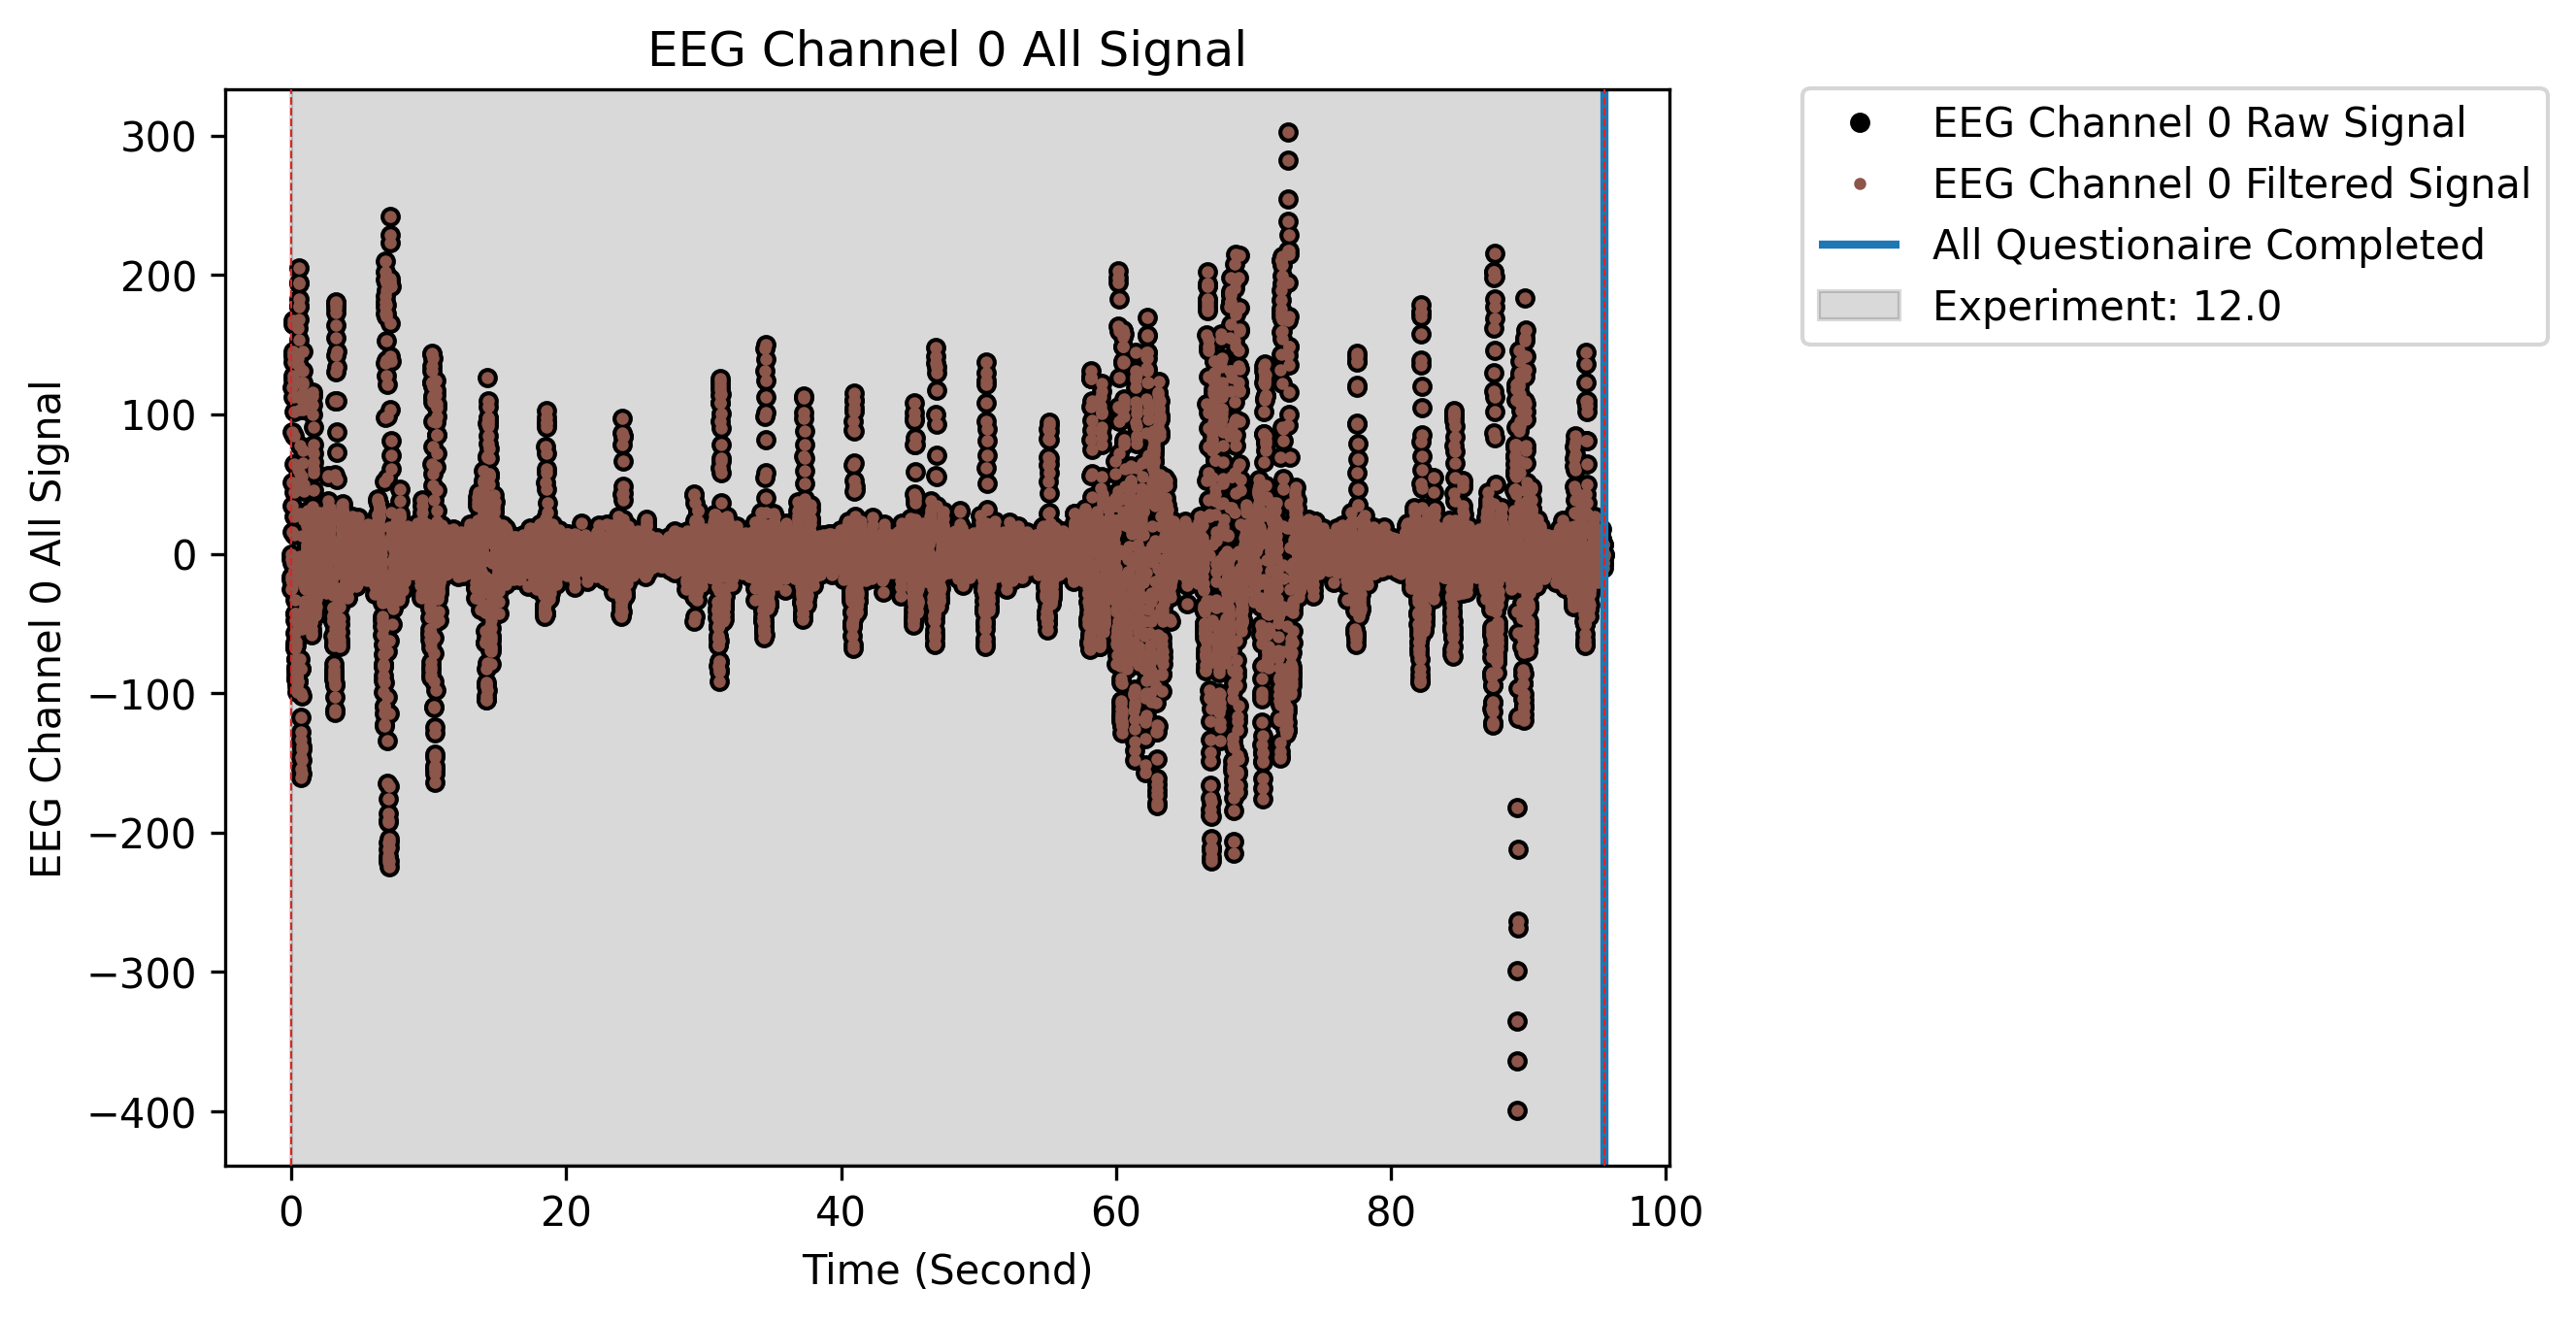 EEG Channel 0 All Signal
EEG Channel 0 All Signal
300
200
100
0
−100
−200
−300
−400
0
20
40
60
80
100
Time (Second)
EEG Channel 0 Raw Signal
EEG Channel 0 Filtered Signal
All Questionaire Completed
Experiment: 12.0